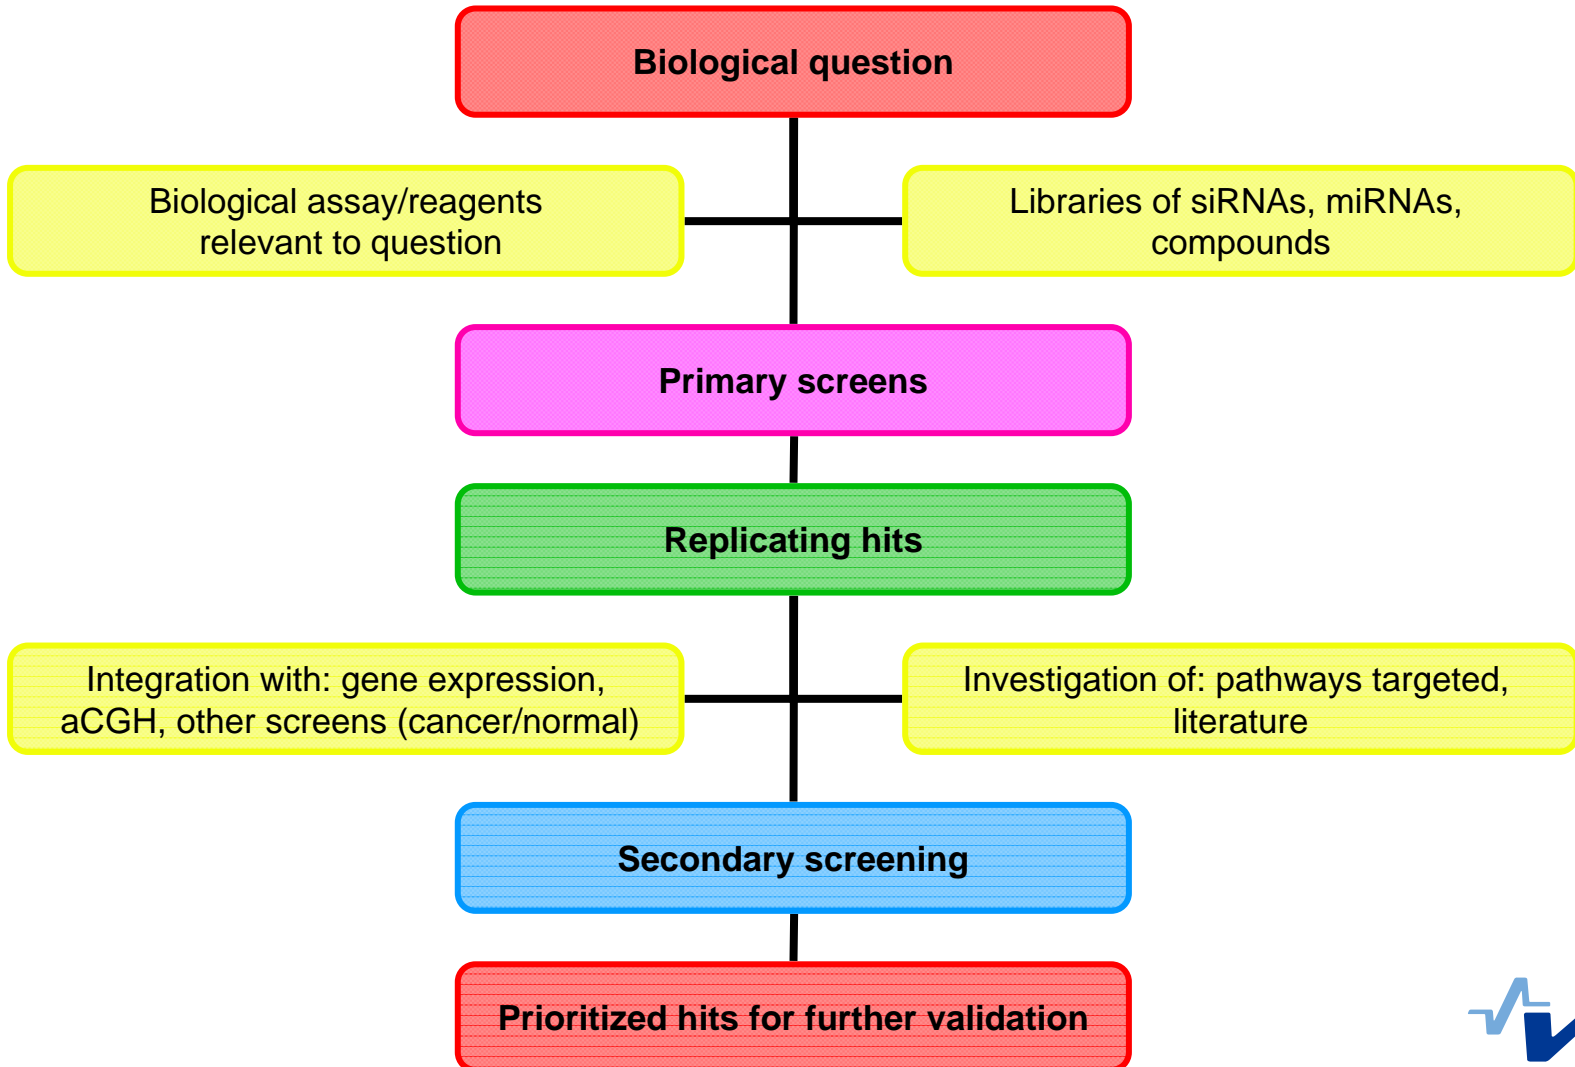 Biological question
Biological assay/reagents
relevant to question
Libraries of siRNAs, miRNAs,
compounds
Primary screens
Replicating hits
Integration with: gene expression,
aCGH, other screens (cancer/normal)
Investigation of: pathways targeted,
literature
Secondary screening
Prioritized hits for further validation